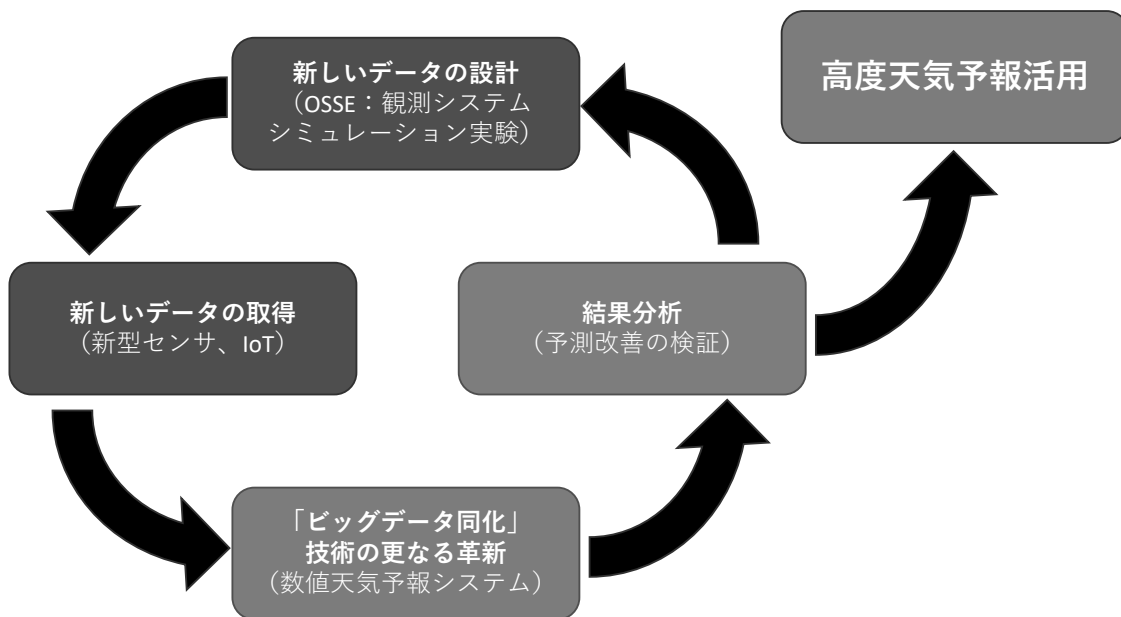 新しいデータの設計
（OSSE：観測システム
シミュレーション実験）
高度天気予報活用
新しいデータの取得
（新型センサ、IoT）
結果分析
（予測改善の検証）
「ビッグデータ同化」
技術の更なる革新
（数値天気予報システム）